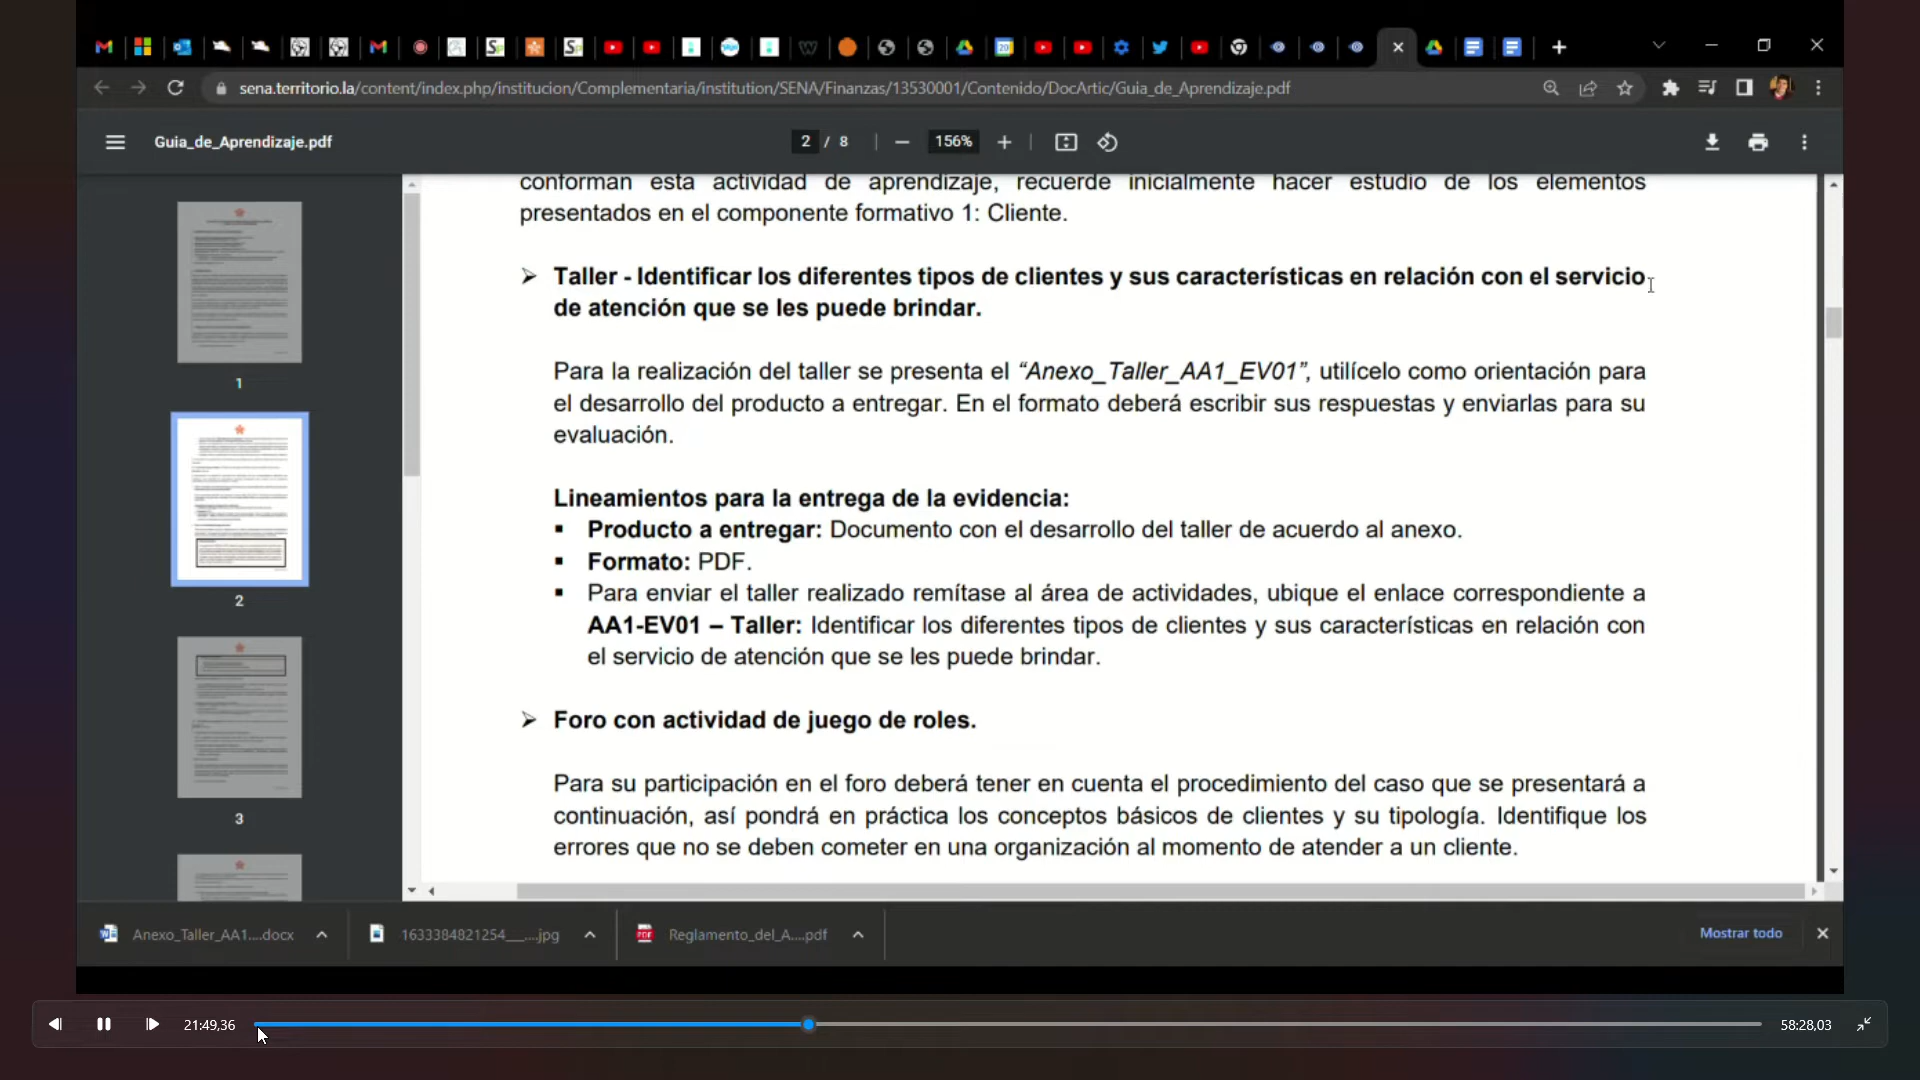 sena.territorio.la/content/index.php/institucion/Complementaria/institution/SENA/Finanzas/13530001/Contenido/DocArtic/Guia_de_Aprendizaje.pdf
Guia_de_Aprendizaje.pdf
2 / 8
156%
conforman esta actividad de aprendizaje, recuerde inicialmente hacer estudio de los elementos
presentados en el componente formativo 1: Cliente.
➢ Taller - Identificar los diferentes tipos de clientes y sus características en relación con el servicio
de atención que se les puede brindar.
Para la realización del taller se presenta el “Anexo_Taller_AA1_EV01”, utilícelo como orientación para
el desarrollo del producto a entregar. En el formato deberá escribir sus respuestas y enviarlas para su
evaluación.
Lineamientos para la entrega de la evidencia:
▪ Producto a entregar: Documento con el desarrollo del taller de acuerdo al anexo.
▪ Formato: PDF.
▪ Para enviar el taller realizado remítase al área de actividades, ubique el enlace correspondiente a
AA1-EV01 – Taller: Identificar los diferentes tipos de clientes y sus características en relación con
el servicio de atención que se les puede brindar.
➢ Foro con actividad de juego de roles.
Para su participación en el foro deberá tener en cuenta el procedimiento del caso que se presentará a
continuación, así pondrá en práctica los conceptos básicos de clientes y su tipología. Identifique los
errores que no se deben cometer en una organización al momento de atender a un cliente.
1
2
3
Anexo_Taller_AA1....docx
1633384821254___....jpg
Reglamento_del_A....pdf
Mostrar todo
21:49,36
58:28,03